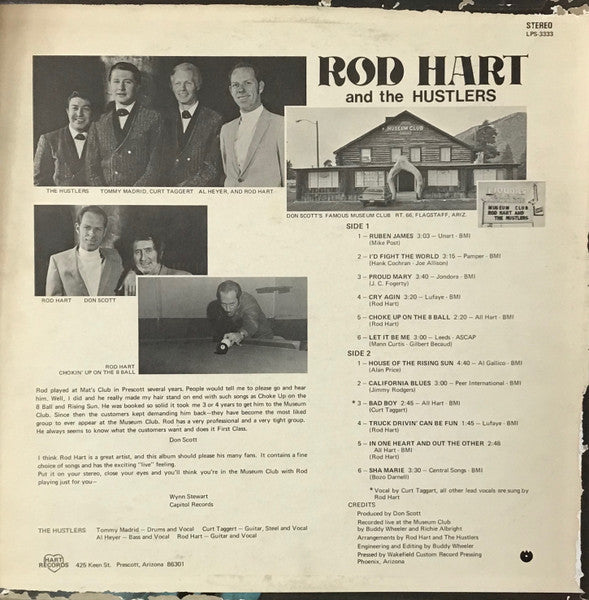 STEREO
LPS-3333
ROD HART
and the HUSTLERS
THE HUSTLERS TOMMY MADRID, CURT TAGGERT AL HEYER, AND ROD HART
MUSEUM CLUB
DON SCOTT'S FAMOUS MUSEUM CLUB RT. 66, FLAGSTAFF, ARIZ.
MUSEUM CLUB
ROD HART AND
THE HUSTLERS
ROD HART DON SCOTT
ROD HART
CHOKIN' UP ON THE 8 BALL
SIDE 1
1 – RUBEN JAMES 3:03 – Unart - BMI
(Mike Post)
2 – I'D FIGHT THE WORLD 3:15 – Pamper - BMI
(Hank Cochran - Joe Allison)
3 – PROUD MARY 3:40 – Jondora - BMI
(J. C. Fogerty)
4 – CRY AGIN 3:20 – Lufaye - BMI
(Rod Hart)
5 – CHOKE UP ON THE 8 BALL 2:20 – All Hart - BMI
(Rod Hart)
6 – LET IT BE ME 3:00 – Leeds - ASCAP
(Mann Curtis - Gilbert Becaud)
SIDE 2
1 – HOUSE OF THE RISING SUN 4:40 – Al Gallico - BMI
(Alan Price)
2 – CALIFORNIA BLUES 3:00 – Peer International - BMI
(Jimmy Rodgers)
* 3 – BAD BOY 2:45 – All Hart - BMI
(Curt Taggart)
4 – TRUCK DRIVIN' CAN BE FUN 1:45 – Lufaye - BMI
(Rod Hart)
5 – IN ONE HEART AND OUT THE OTHER 2:46
All Hart - BMI
(Rod Hart)
6 – SHA MARIE 3:30 – Central Songs - BMI
(Bozo Darnell)
* Vocal by Curt Taggart, all other lead vocals are sung by
Rod Hart
CREDITS
Produced by Don Scott
Recorded live at the Museum Club
by Buddy Wheeler and Richie Albright
Arrangements by Rod Hart and The Hustlers
Engineering and Editing by Buddy Wheeler
Pressed by Wakefield Custom Record Pressing
Phoenix, Arizona
Rod played at Mat's Club in Prescott several years. People would tell me to please go and hear
him. Well, I did and he really made my hair stand on end with such songs as Choke Up on the
8 Ball and Rising Sun. He was booked so solid it took me 3 or 4 years to get him to the Museum
Club. Since then the customers kept demanding him back—they have become the most liked
group to ever appear at the Museum Club. Rod has a very professional and a very tight group.
He always seems to know what the customers want and does it First Class.
Don Scott
I think Rod Hart is a great artist, and this album should please his many fans. It contains a fine
choice of songs and has the exciting "live" feeling.
Put it on your stereo, close your eyes and you'll think you're in the Museum Club with Rod
playing just for you—
Wynn Stewart
Capitol Records
THE HUSTLERS Tommy Madrid–Drums and Vocal Curt Taggert – Guitar, Steel and Vocal
Al Heyer – Bass and Vocal Rod Hart – Guitar and Vocal
HART
RECORDS
425 Keen St. Prescott, Arizona 86301